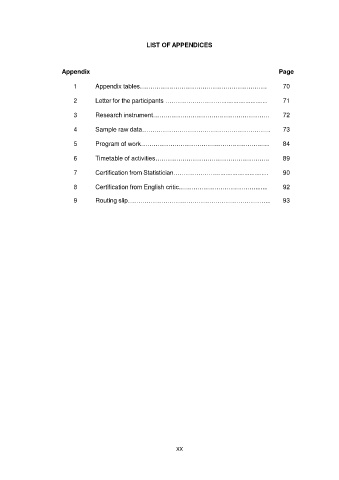 LIST OF APPENDICES
Appendix Page
1 Appendix tables………………………………………………………. 70
2 Letter for the participants …………………………………………… 71
3 Research instrument………………………………………………… 72
4 Sample raw data……………………………………………………… 73
5 Program of work……………………………………………………… 84
6 Timetable of activities………………………………………………. 89
7 Certification from Statistician ………………………………………. 90
8 Certification from English critic……………………………………... 92
9 Routing slip…………………………………………………………….. 93
xx